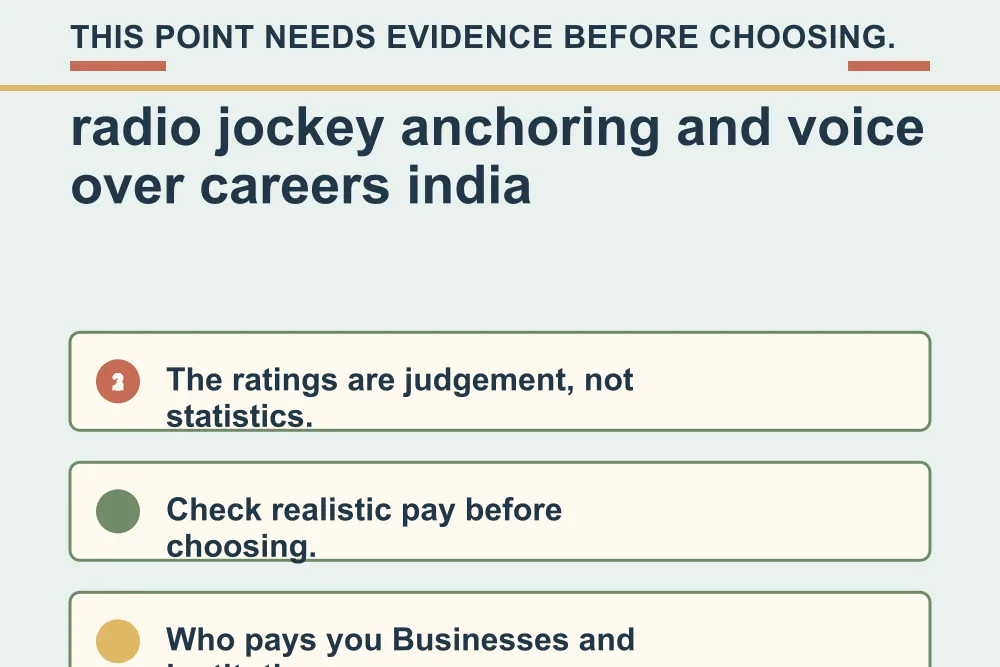 THIS POINT NEEDS EVIDENCE BEFORE CHOOSING.
radio jockey anchoring and voice
over careers india
The ratings are judgement, not
statistics.
Check realistic pay before
choosing.
Who pays you Businesses and